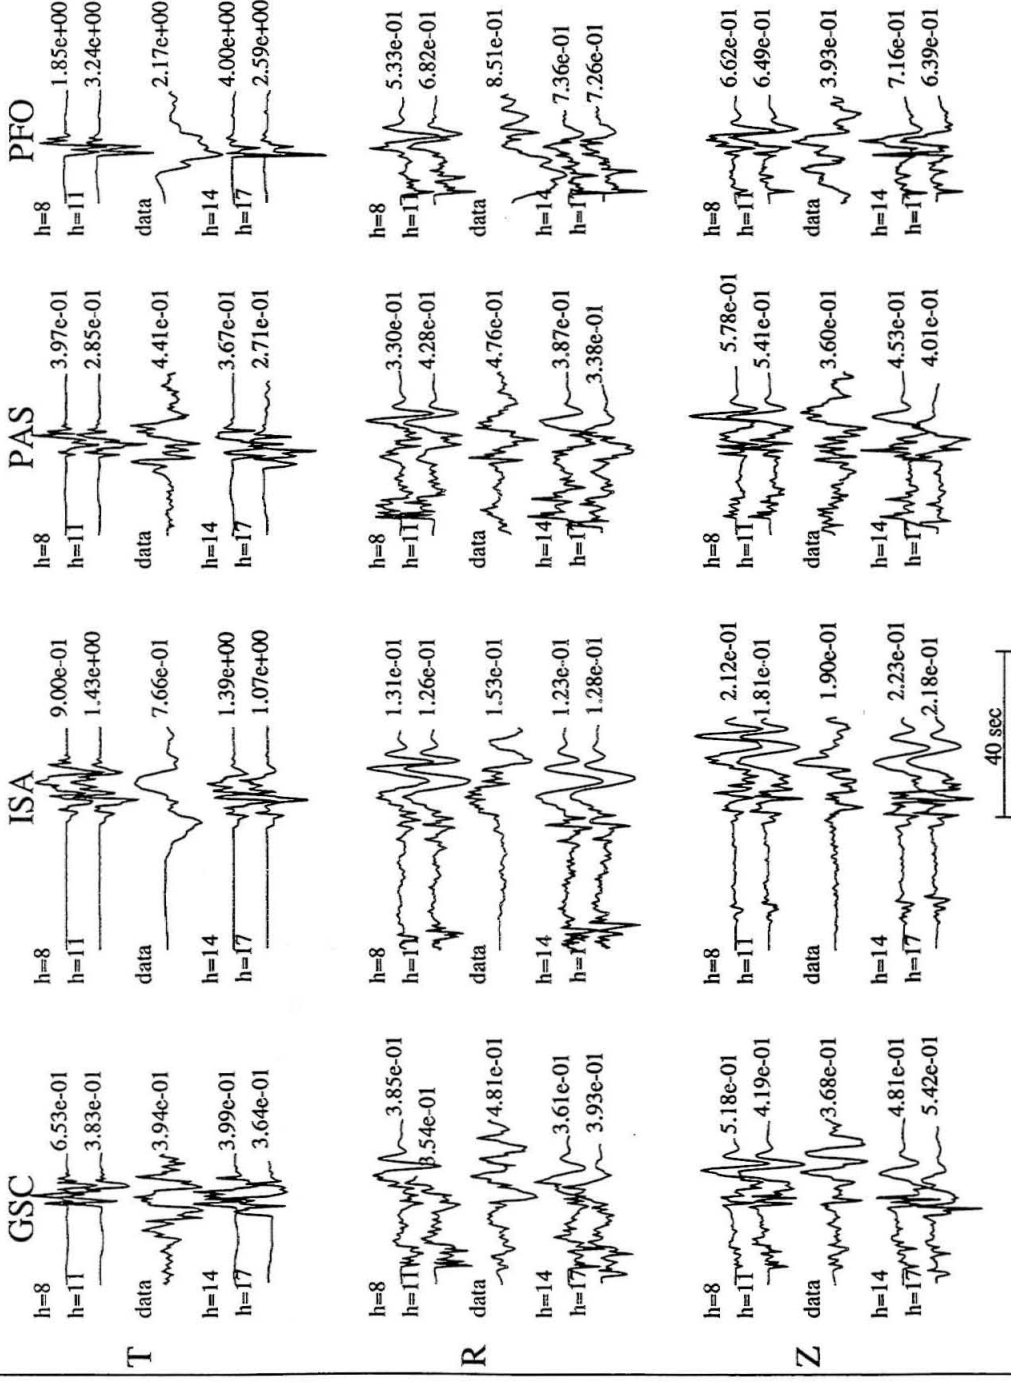 GSC ISA PAS PFO
T
h=8 6.53e-01 h=8 9.00e-01 h=8 3.97e-01 h=8 1.85e+00
h=11 3.83e-01 h=11 1.43e+00 h=11 2.85e-01 h=11 3.24e+00
data 3.94e-01 data 7.66e-01 data 4.41e-01 data 2.17e+00
h=14 3.99e-01 h=14 1.39e+00 h=14 3.67e-01 h=14 4.00e+00
h=17 3.64e-01 h=17 1.07e+00 h=17 2.71e-01 h=17 2.59e+00
R
h=8 3.85e-01 h=8 1.31e-01 h=8 3.30e-01 h=8 5.33e-01
h=11 3.54e-01 h=11 1.26e-01 h=11 4.28e-01 h=11 6.82e-01
data 4.81e-01 data 1.53e-01 data 4.76e-01 data 8.51e-01
h=14 3.61e-01 h=14 1.23e-01 h=14 3.87e-01 h=14 7.36e-01
h=17 3.93e-01 h=17 1.28e-01 h=17 3.38e-01 h=17 7.26e-01
Z
h=8 5.18e-01 h=8 2.12e-01 h=8 5.78e-01 h=8 6.62e-01
h=11 4.19e-01 h=11 1.81e-01 h=11 5.41e-01 h=11 6.49e-01
data 3.68e-01 data 1.90e-01 data 3.60e-01 data 3.93e-01
h=14 4.81e-01 h=14 2.23e-01 h=14 4.53e-01 h=14 7.16e-01
h=17 5.42e-01 h=17 2.18e-01 h=17 4.01e-01 h=17 6.39e-01
40 sec